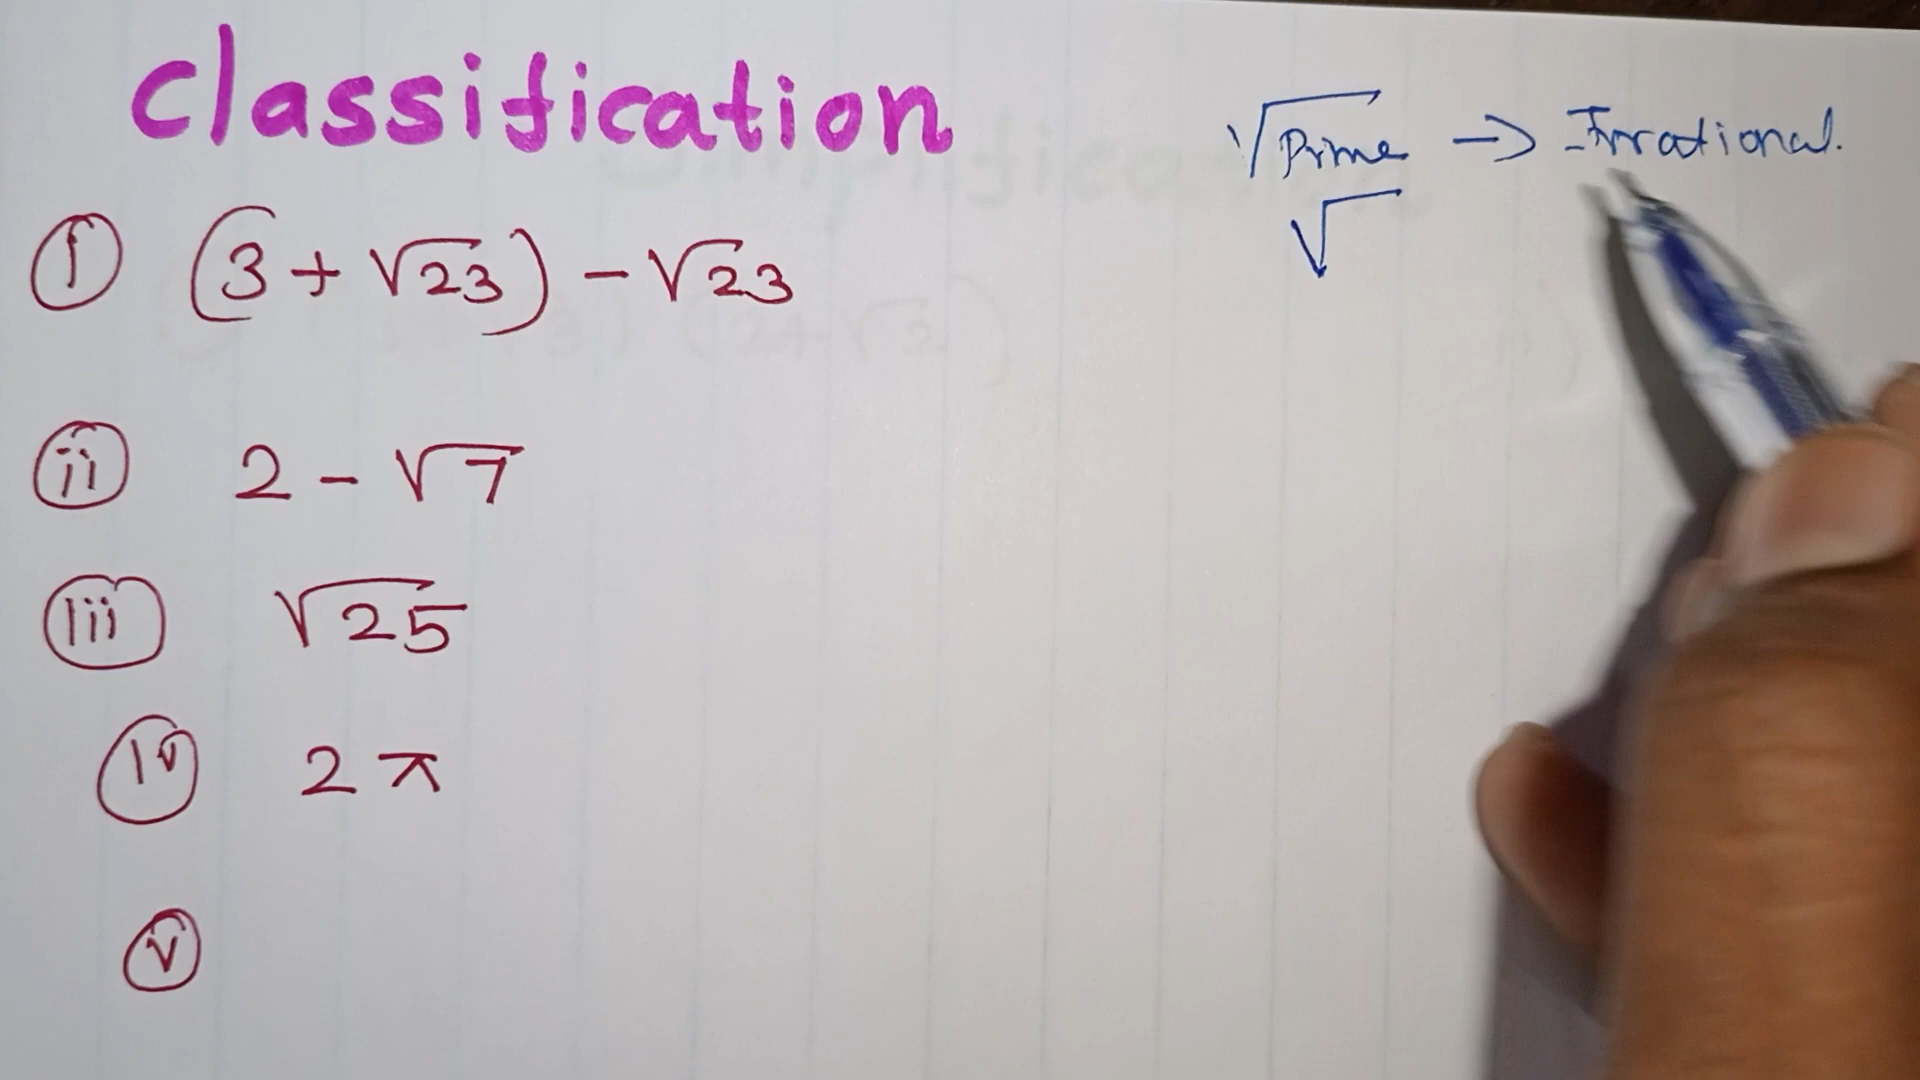 Classification
√Prime → Irrational.
√
(i) (3 + √23) - √23
(ii) 2 - √7
(iii) √25
(iv) 2π
(v)